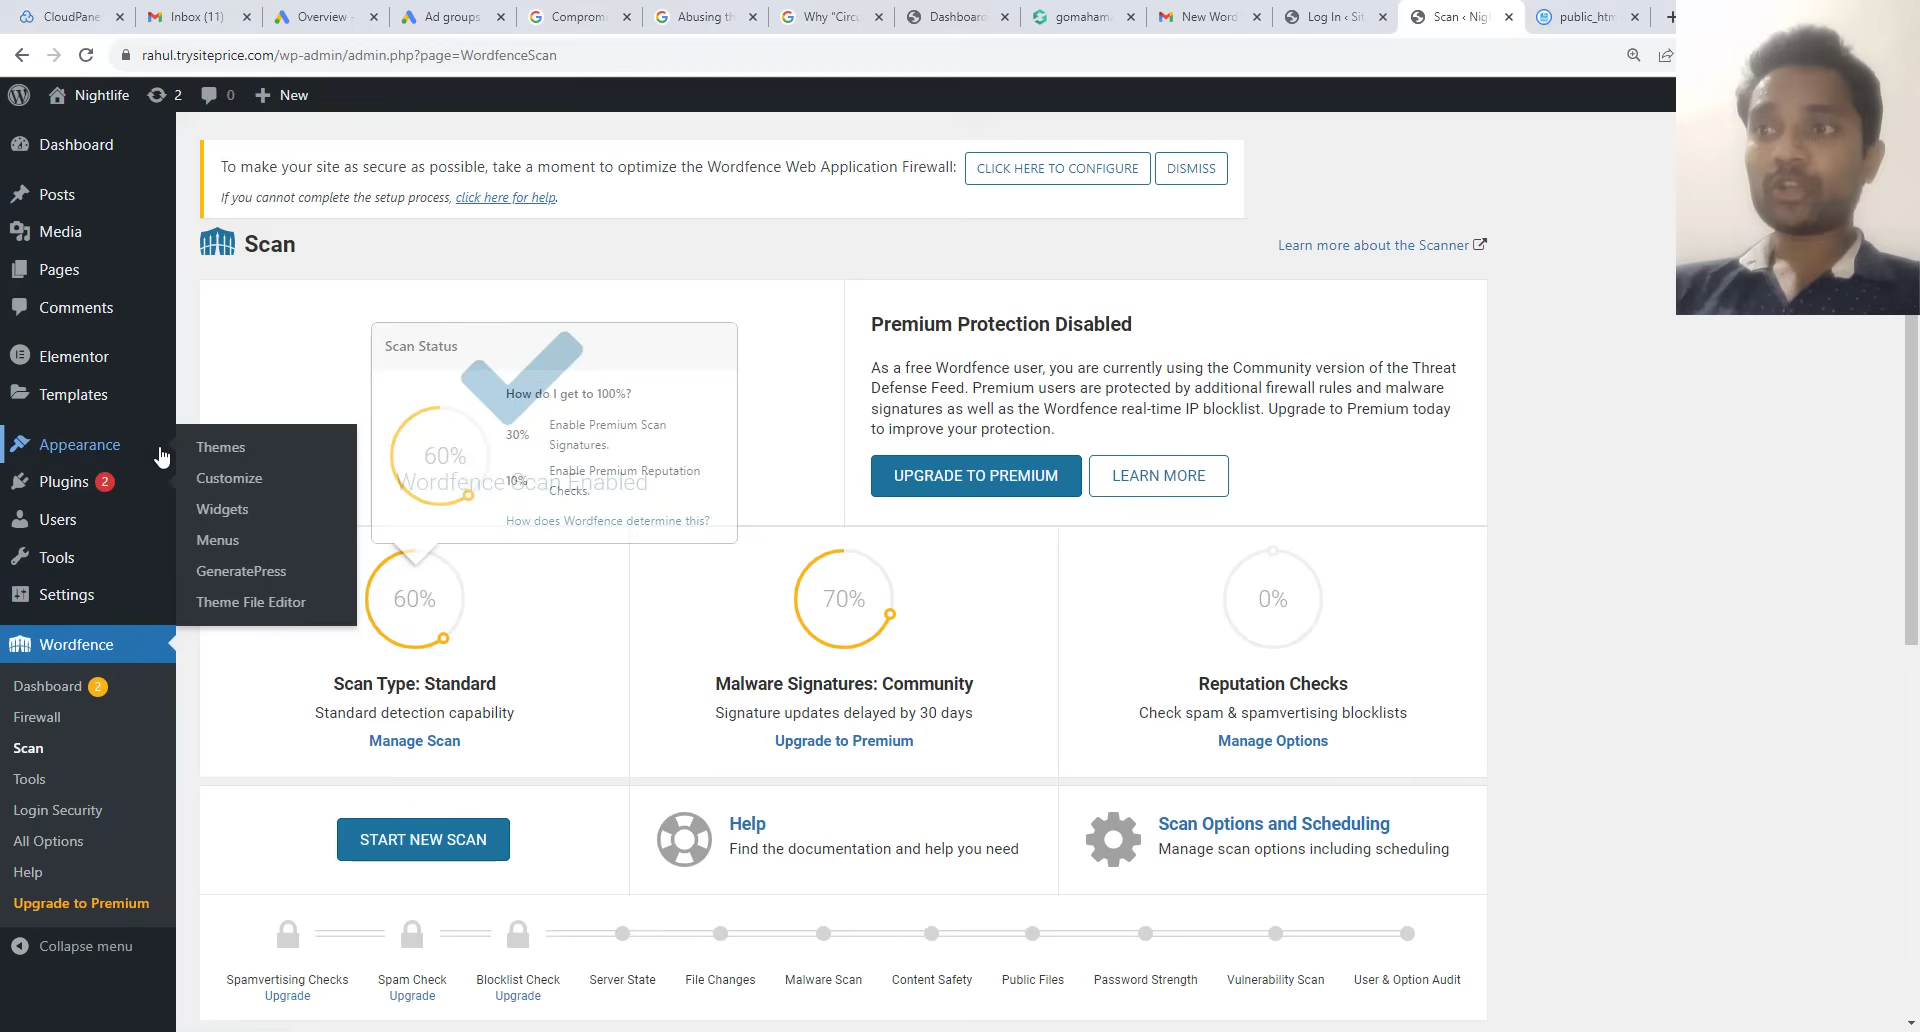 CloudPane
Inbox (11)
Overview -
Ad groups
Comprom
Abusing th
Why "Circu
Dashboard
gomaham
New Word
Log In ‹ Sit
Scan ‹ Nig
public_htm
rahul.trysiteprice.com/wp-admin/admin.php?page=WordfenceScan
Nightlife
2
0
New
Dashboard
Posts
Media
Pages
Comments
Elementor
Templates
Appearance
Plugins 2
Users
Tools
Settings
Wordfence
Dashboard 2
Firewall
Scan
Tools
Login Security
All Options
Help
Upgrade to Premium
Collapse menu
Themes
Customize
Widgets
Menus
GeneratePress
Theme File Editor
To make your site as secure as possible, take a moment to optimize the Wordfence Web Application Firewall:
CLICK HERE TO CONFIGURE
DISMISS
If you cannot complete the setup process, click here for help.
Scan
Learn more about the Scanner
Scan Status
How do I get to 100%?
60%
30%
Enable Premium Scan
Signatures.
10%
Enable Premium Reputation
Checks.
How does Wordfence determine this?
Wordfence Scan Enabled
Premium Protection Disabled
As a free Wordfence user, you are currently using the Community version of the Threat
Defense Feed. Premium users are protected by additional firewall rules and malware
signatures as well as the Wordfence real-time IP blocklist. Upgrade to Premium today
to improve your protection.
UPGRADE TO PREMIUM
LEARN MORE
60%
Scan Type: Standard
Standard detection capability
Manage Scan
70%
Malware Signatures: Community
Signature updates delayed by 30 days
Upgrade to Premium
0%
Reputation Checks
Check spam & spamvertising blocklists
Manage Options
START NEW SCAN
Help
Find the documentation and help you need
Scan Options and Scheduling
Manage scan options including scheduling
Spamvertising Checks
Upgrade
Spam Check
Upgrade
Blocklist Check
Upgrade
Server State
File Changes
Malware Scan
Content Safety
Public Files
Password Strength
Vulnerability Scan
User & Option Audit